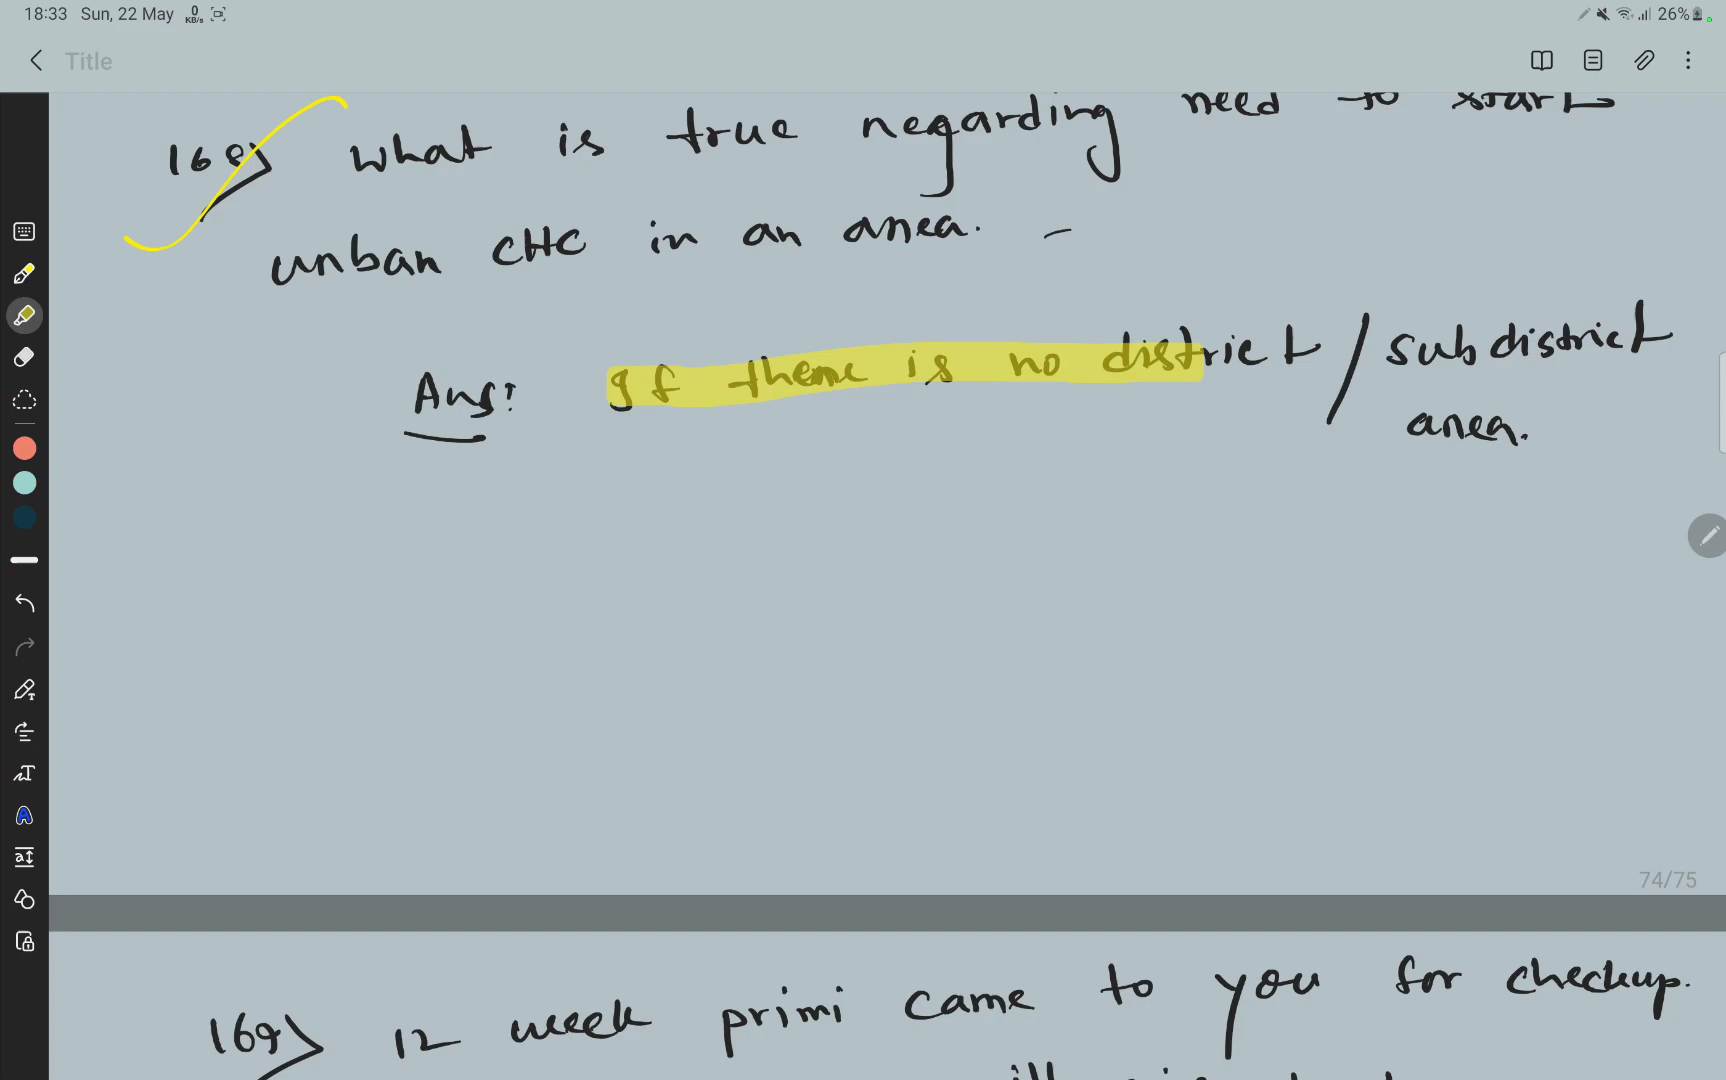 18:33 Sun, 22 May 0 KB/s 26%
Title
168) what is true regarding need to start
urban CHC in an area. -
Ans: If there is no district / subdistrict
area.
74/75
169) 12 week primi came to you for checkup.